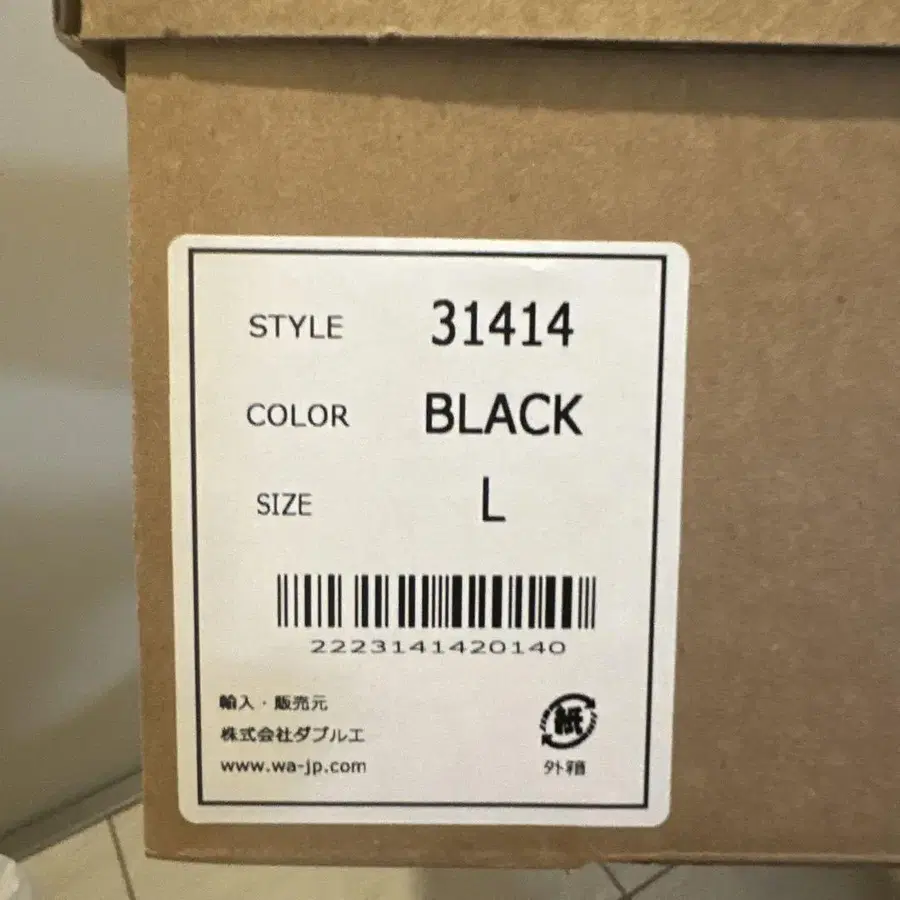 STYLE 31414
COLOR BLACK
SIZE L
2223141420140
輸入・販売元
株式会社ダブルエ
www.wa-jp.com
紙
外箱